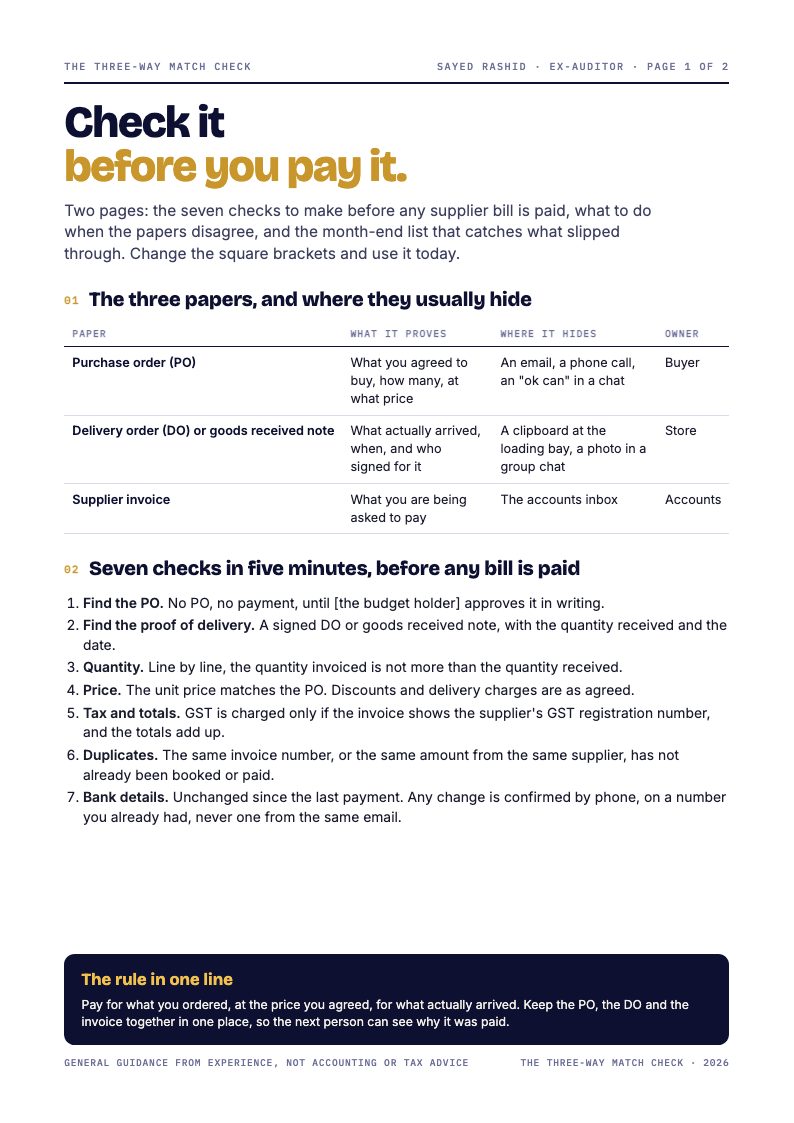 THE THREE-WAY MATCH CHECK
SAYED RASHID · EX-AUDITOR · PAGE 1 OF 2
Check it
before you pay it.
Two pages: the seven checks to make before any supplier bill is paid, what to do
when the papers disagree, and the month-end list that catches what slipped
through. Change the square brackets and use it today.
01 The three papers, and where they usually hide
PAPER WHAT IT PROVES WHERE IT HIDES OWNER
Purchase order (PO)
What you agreed to
buy, how many, at
what price
An email, a phone call,
an "ok can" in a chat
Buyer
Delivery order (DO) or goods received note
What actually arrived,
when, and who
signed for it
A clipboard at the
loading bay, a photo in a
group chat
Store
Supplier invoice
What you are being
asked to pay
The accounts inbox
Accounts
02 Seven checks in five minutes, before any bill is paid
1. Find the PO. No PO, no payment, until [the budget holder] approves it in writing.
2. Find the proof of delivery. A signed DO or goods received note, with the quantity received and the
date.
3. Quantity. Line by line, the quantity invoiced is not more than the quantity received.
4. Price. The unit price matches the PO. Discounts and delivery charges are as agreed.
5. Tax and totals. GST is charged only if the invoice shows the supplier's GST registration number,
and the totals add up.
6. Duplicates. The same invoice number, or the same amount from the same supplier, has not
already been booked or paid.
7. Bank details. Unchanged since the last payment. Any change is confirmed by phone, on a number
you already had, never one from the same email.
The rule in one line
Pay for what you ordered, at the price you agreed, for what actually arrived. Keep the PO, the DO and the
invoice together in one place, so the next person can see why it was paid.
GENERAL GUIDANCE FROM EXPERIENCE, NOT ACCOUNTING OR TAX ADVICE
THE THREE-WAY MATCH CHECK · 2026